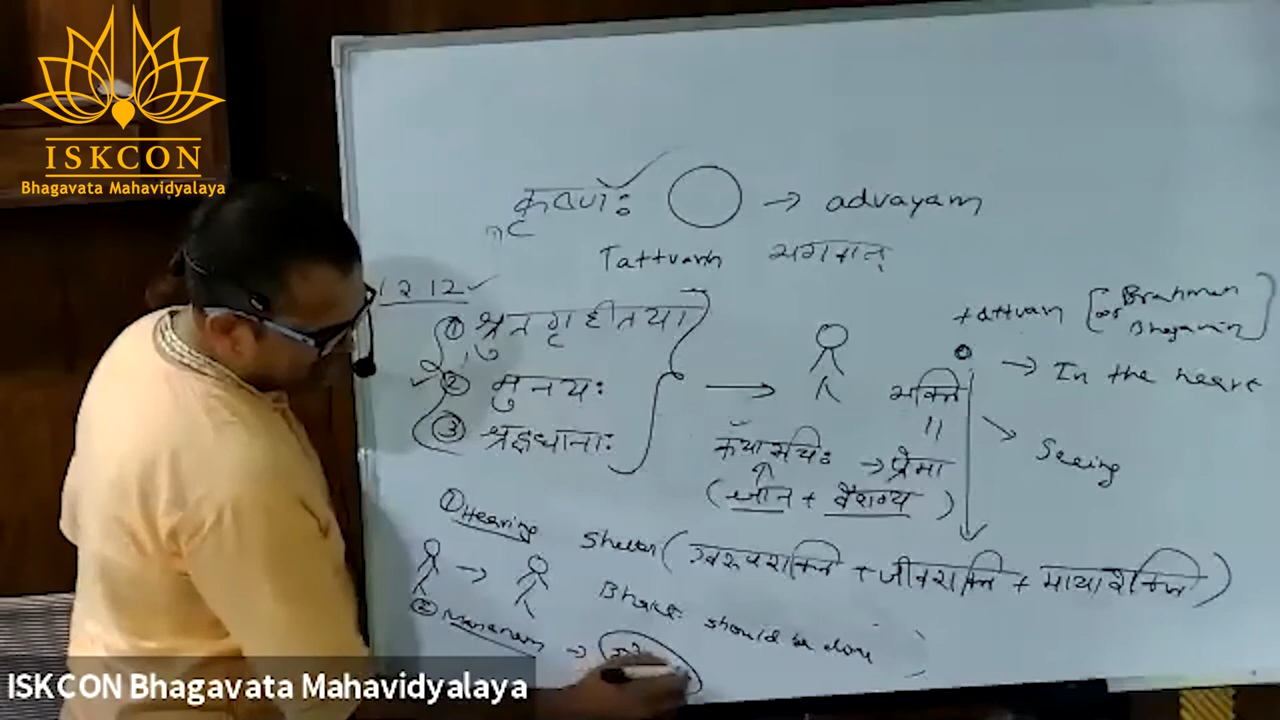 ISKCON
Bhagavata Mahavidyalaya
कृष्णः → advayam
Tattvam भगवान्
1 2 12
① श्रुतगृहीतया
② मुनयः
③ श्रद्दधानाः
tattvam [Brahman or Bhagavan]
→ In the heart
भक्ति
॥
Seeing
कथारुचिः → प्रेमा
(ज्ञान + वैराग्य)
① Hearing
Shelter (स्वरूपशक्ति + जीवशक्ति + मायाशक्ति)
Bhakti should be done
② Mananam →
ISKCON Bhagavata Mahavidyalaya